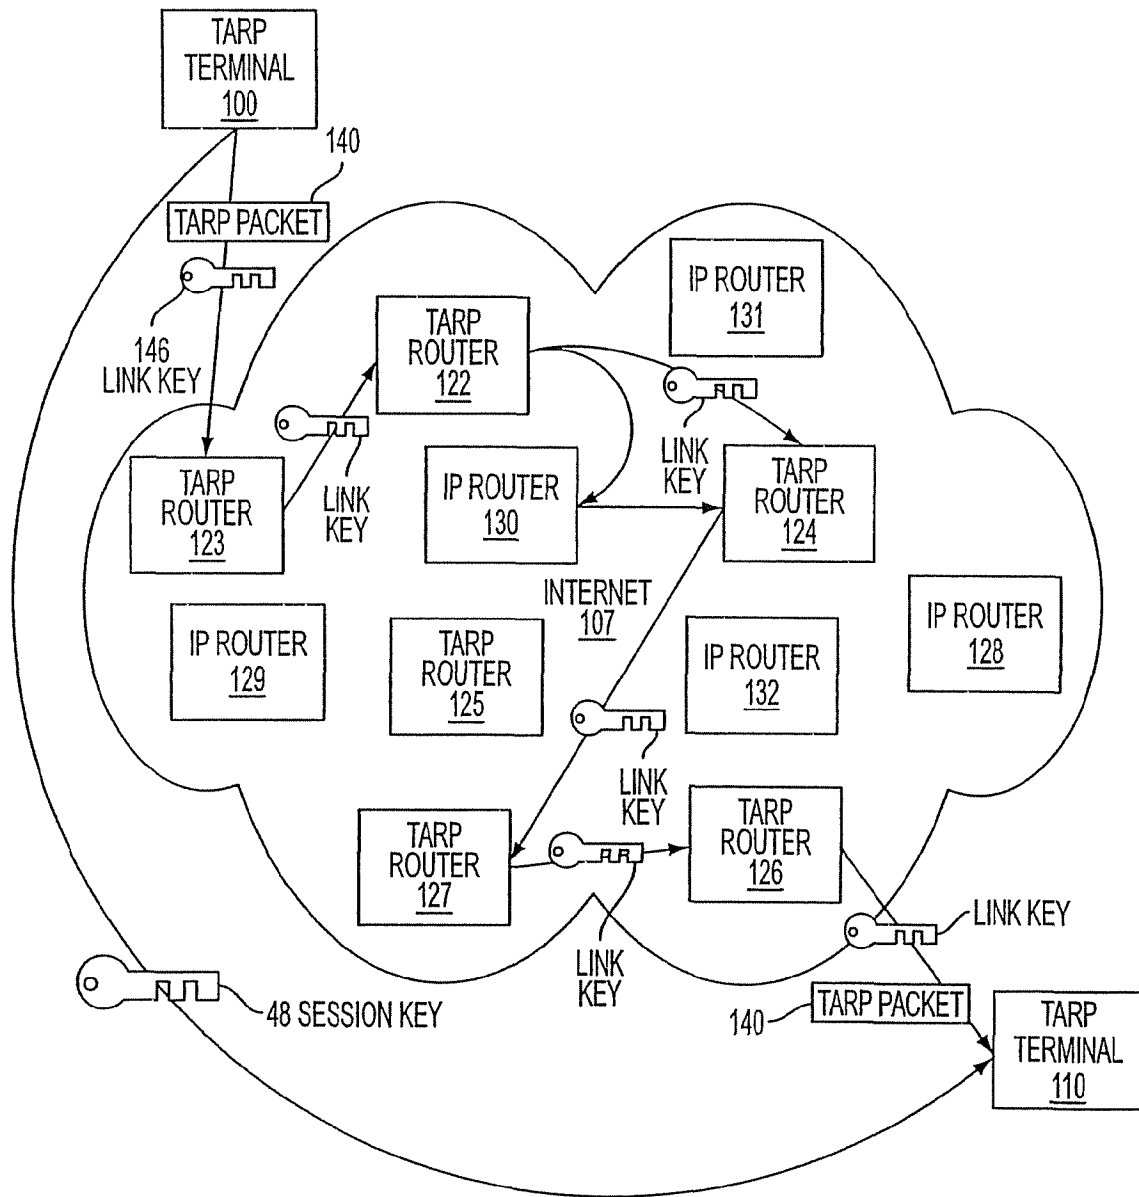 TARP
TERMINAL
100
140
TARP PACKET
146
LINK KEY
TARP
ROUTER
122
IP ROUTER
131
LINK
KEY
LINK
KEY
TARP
ROUTER
123
IP ROUTER
130
TARP
ROUTER
124
INTERNET
107
IP ROUTER
129
TARP
ROUTER
125
IP ROUTER
132
IP ROUTER
128
LINK
KEY
TARP
ROUTER
127
TARP
ROUTER
126
LINK
KEY
LINK KEY
48 SESSION KEY
140
TARP PACKET
TARP
TERMINAL
110